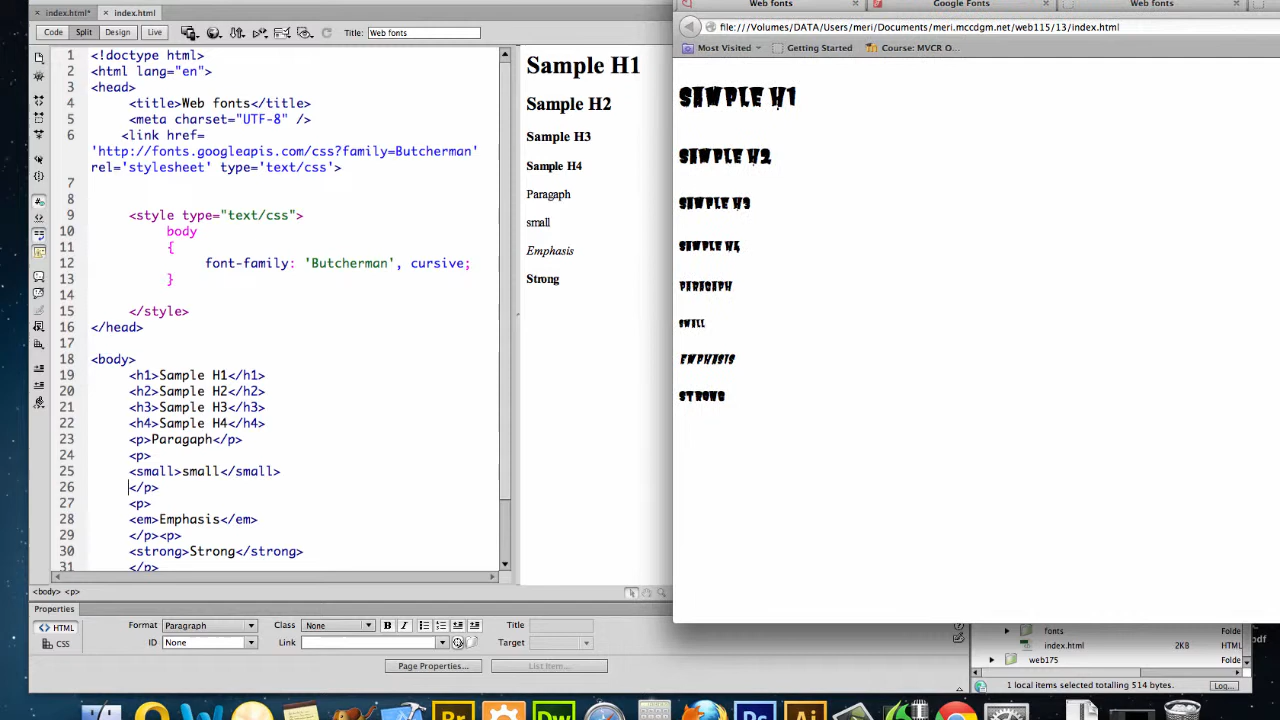 index.html*
index.html
Code
Split
Design
Live
Title: Web fonts
1 <!doctype html>
2 <html lang="en">
3 <head>
4 <title>Web fonts</title>
5 <meta charset="UTF-8" />
6 <link href=
'http://fonts.googleapis.com/css?family=Butcherman'
rel='stylesheet' type='text/css'>
7
8
9 <style type="text/css">
10 body
11 {
12 font-family: 'Butcherman', cursive;
13 }
14
15 </style>
16 </head>
17
18 <body>
19 <h1>Sample H1</h1>
20 <h2>Sample H2</h2>
21 <h3>Sample H3</h3>
22 <h4>Sample H4</h4>
23 <p>Paragaph</p>
24 <p>
25 <small>small</small>
26 </p>
27 <p>
28 <em>Emphasis</em>
29 </p><p>
30 <strong>Strong</strong>
31 </p>
Sample H1
Sample H2
Sample H3
Sample H4
Paragaph
small
Emphasis
Strong
<body> <p>
Properties
HTML
CSS
Format Paragraph
ID None
Class None
Link
B I
Title
Target
Page Properties...
List Item...
Web fonts
Google Fonts
Web fonts
file:///Volumes/DATA/Users/meri/Documents/meri.mccdgm.net/web115/13/index.html
Most Visited
Getting Started
Course: MVCR O...
Sample H1
Sample H2
Sample H3
Sample H4
Paragaph
small
Emphasis
Strong
fonts Folde
index.html 2KB HTML
web175 Folde
1 local items selected totalling 514 bytes.
Log...
pdf
Br
Dw
Ps
Ai